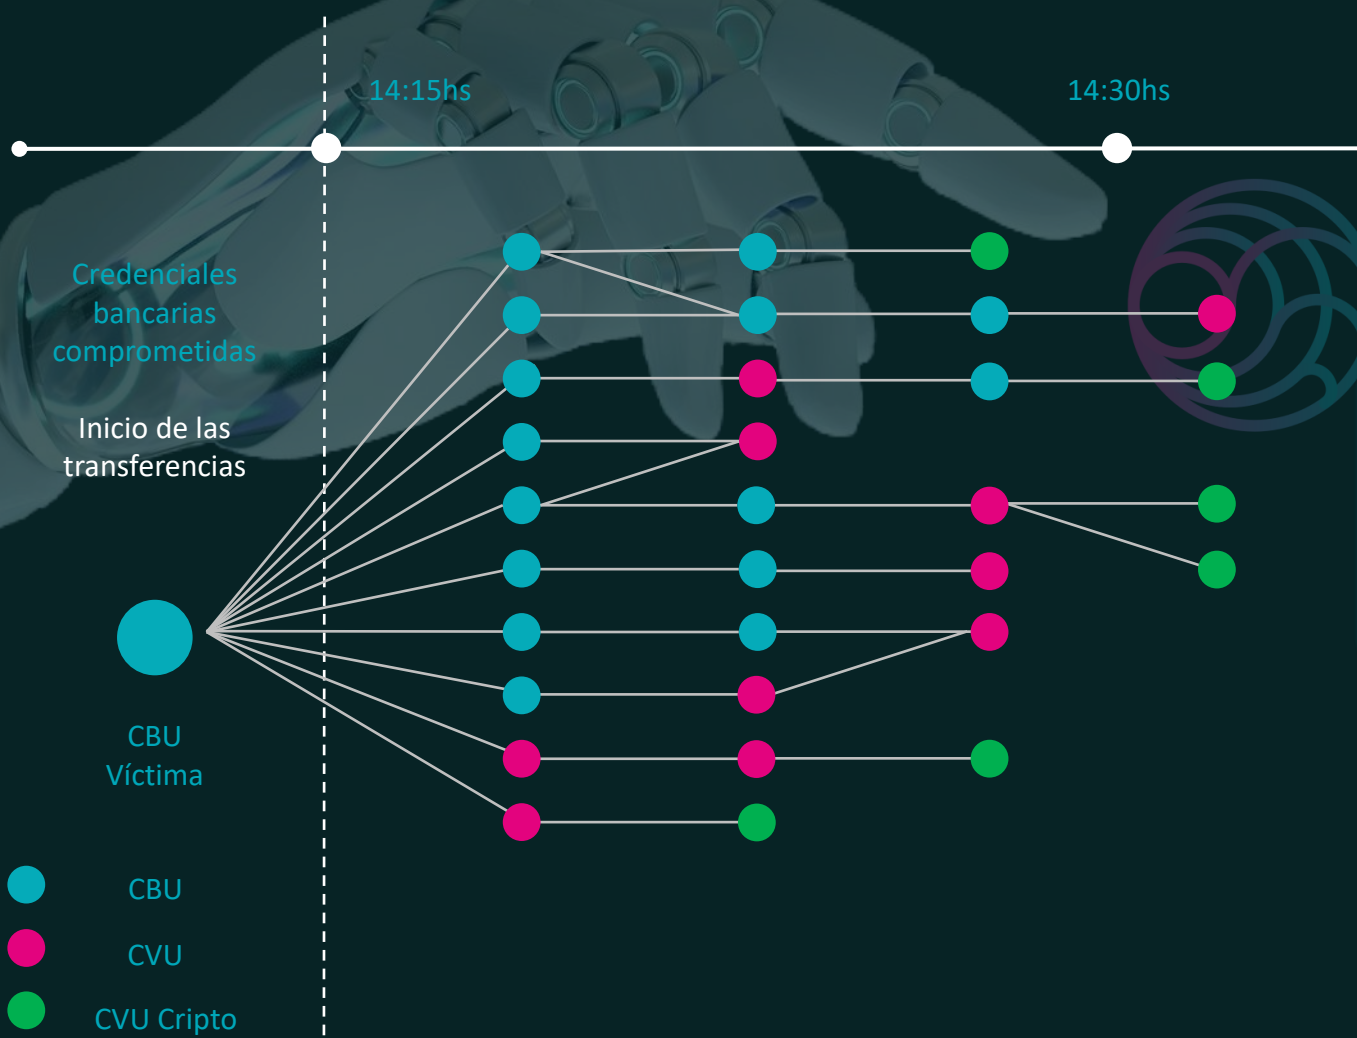 14:15hs
14:30hs
Credenciales
bancarias
comprometidas
Inicio de las
transferencias
CBU
Víctima
CBU
CVU
CVU Cripto